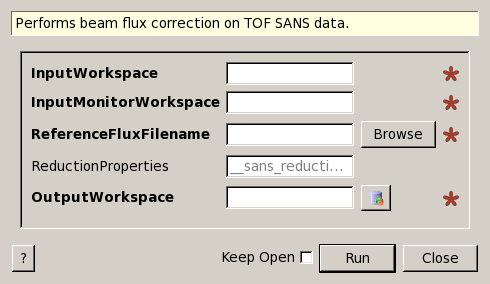 Performs beam flux correction on TOF SANS data.
InputWorkspace
InputMonitorWorkspace
ReferenceFluxFilename Browse
ReductionProperties __sans_reducti...
OutputWorkspace
? Keep Open Run Close